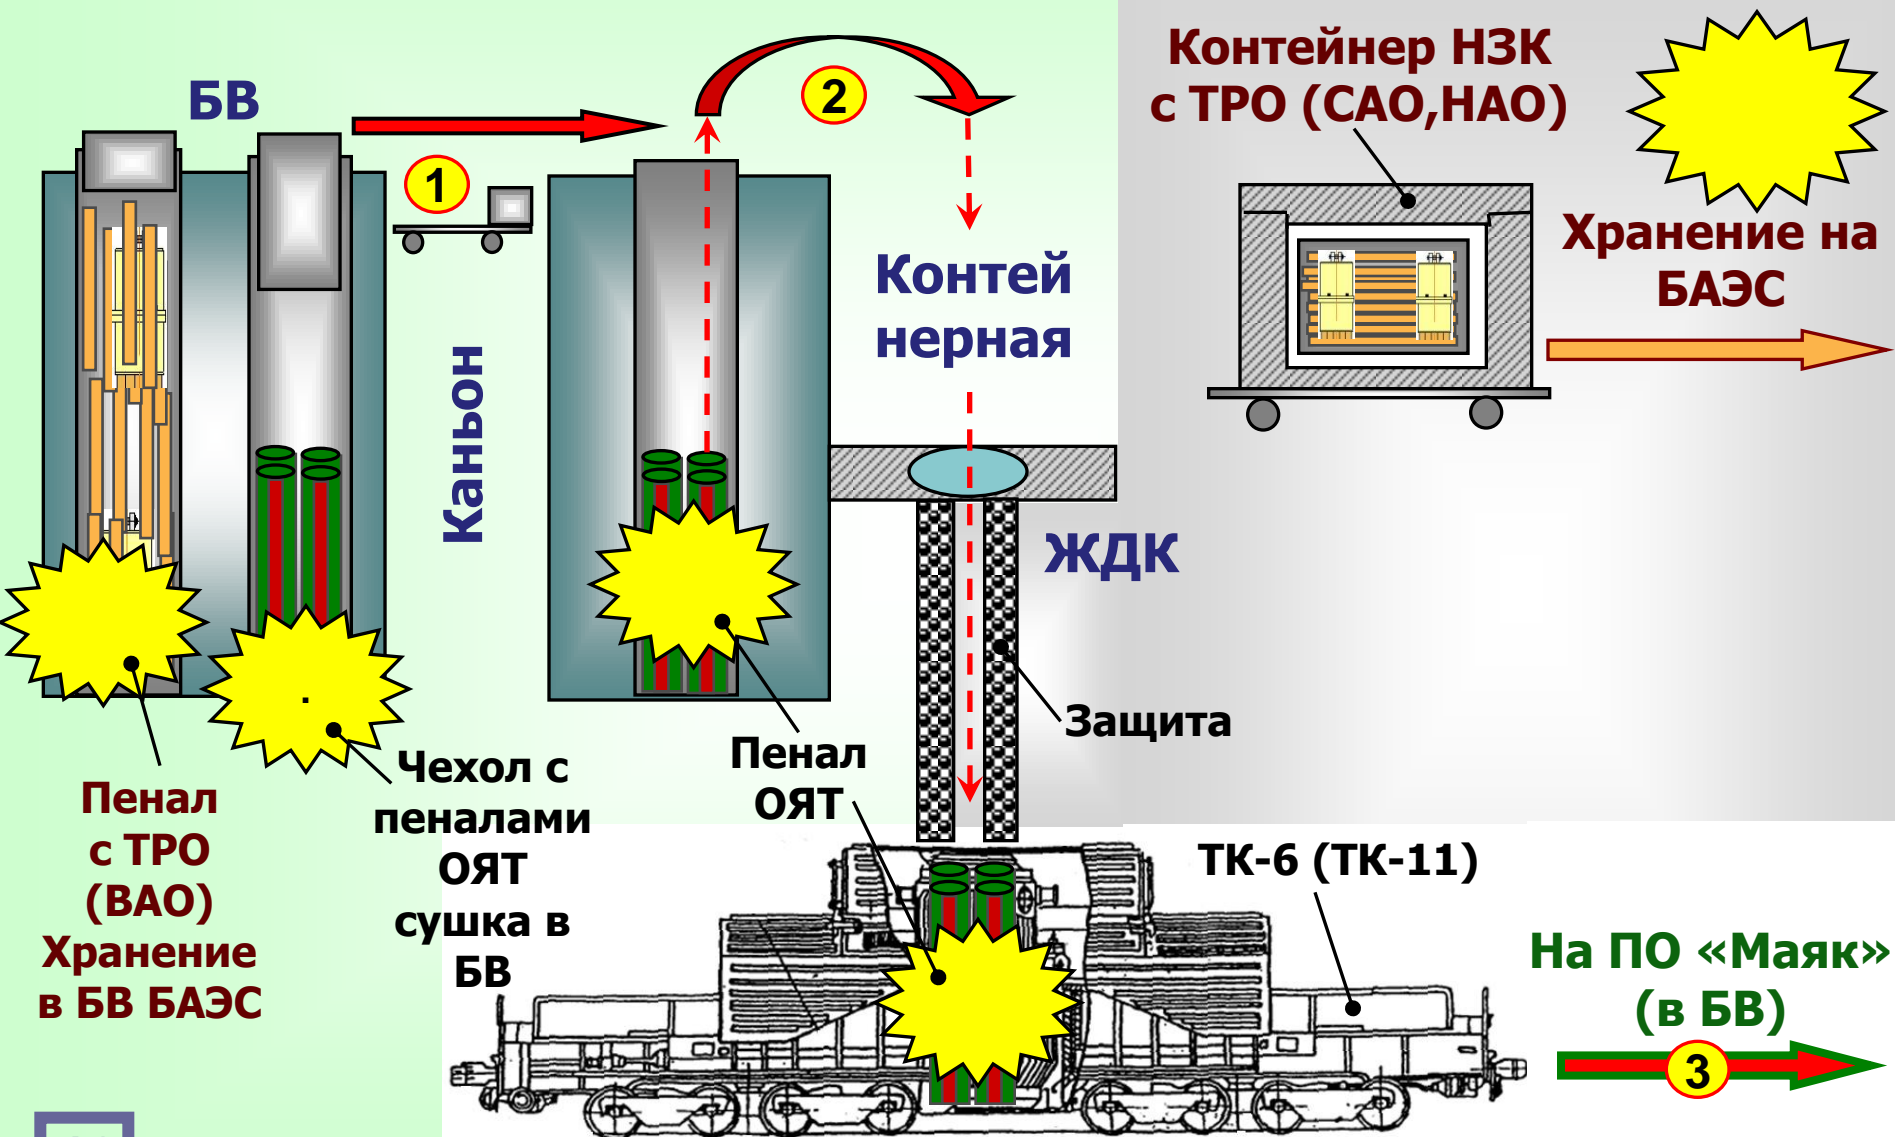 БВ
1
2
Каньон
Контей
нерная
ЖДК
Контейнер НЗК
с ТРО (САО,НАО)
Хранение на
БАЭС
Защита
Пенал
с ТРО
(ВАО)
Хранение
в БВ БАЭС
.
Чехол с
пеналами
ОЯТ
сушка в
БВ
Пенал
ОЯТ
ТК-6 (ТК-11)
На ПО «Маяк»
(в БВ)
3